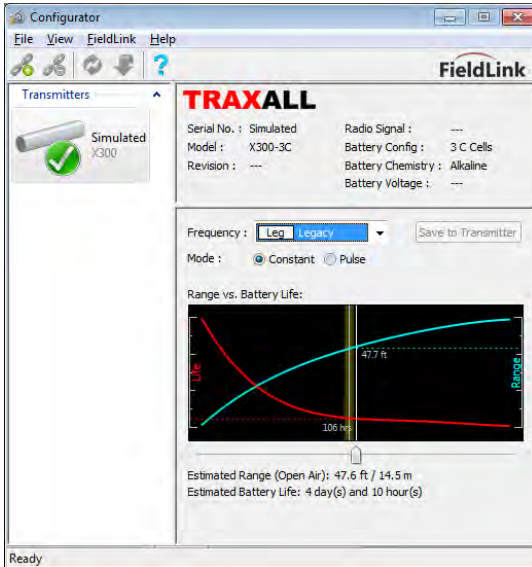 Configurator
File View FieldLink Help
FieldLink
Transmitters
Simulated
X300
TRAXALL
Serial No. : Simulated Radio Signal : ---
Model : X300-3C Battery Config : 3 C Cells
Revision : --- Battery Chemistry : Alkaline
Battery Voltage : ---
Frequency : Leg Legacy Save to Transmitter
Mode : Constant Pulse
Range vs. Battery Life:
Life
47.7 ft
Range
106 hrs
Estimated Range (Open Air): 47.6 ft / 14.5 m
Estimated Battery Life: 4 day(s) and 10 hour(s)
Ready